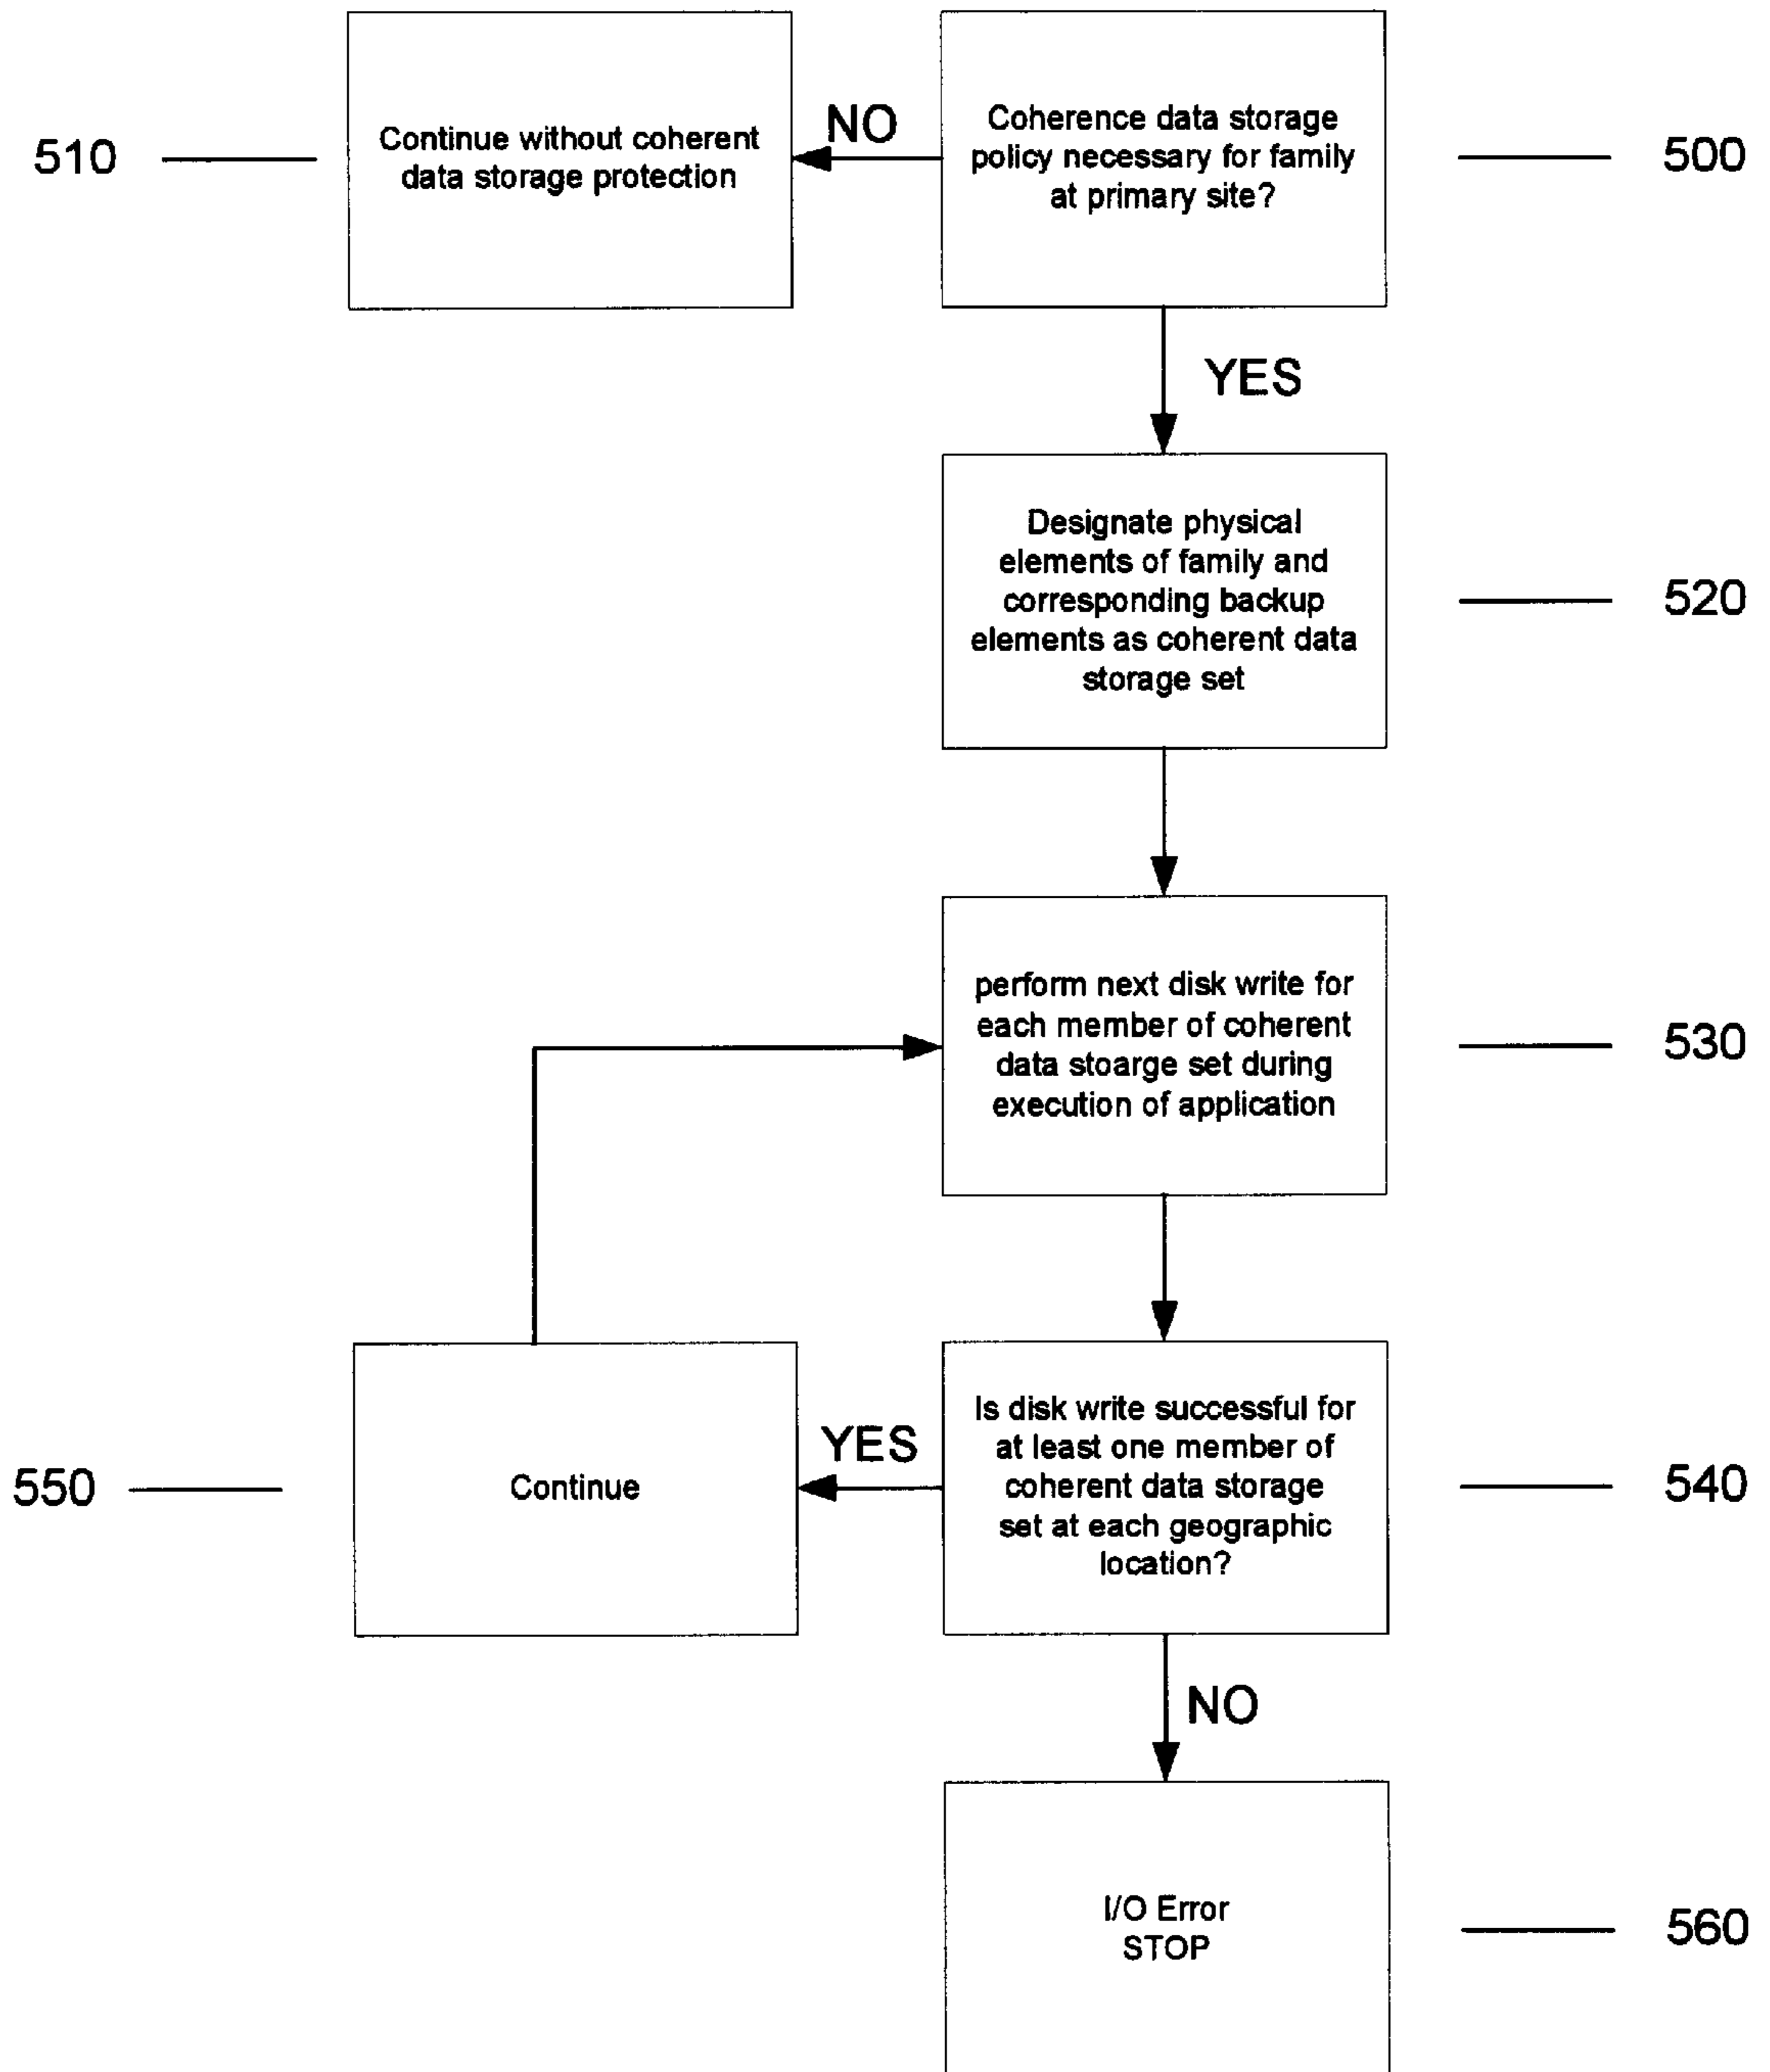 510
Continue without coherent
data storage protection
NO
Coherence data storage
policy necessary for family
at primary site?
500
YES
Designate physical
elements of family and
corresponding backup
elements as coherent data
storage set
520
perform next disk write for
each member of coherent
data stoarge set during
execution of application
530
550
Continue
YES
Is disk write successful for
at least one member of
coherent data storage
set at each geographic
location?
540
NO
I/O Error
STOP
560